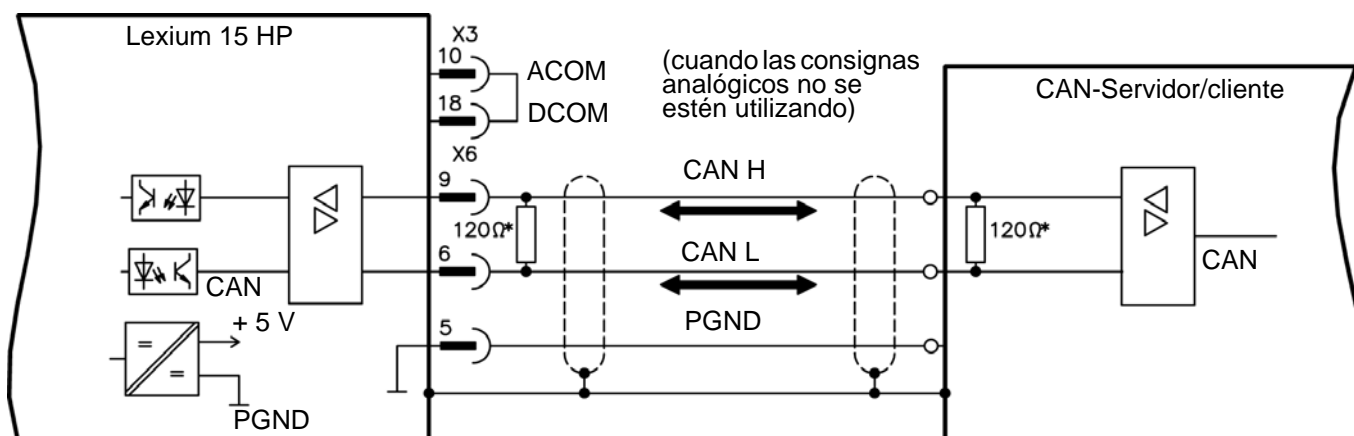 Lexium 15 HP
X3
10
ACOM
18
DCOM
(cuando las consignas
analógicos no se
estén utilizando)
CAN-Servidor/cliente
X6
9
CAN H
120Ω*
120Ω*
6
CAN L
CAN
CAN
+ 5 V
5
PGND
=
=
PGND